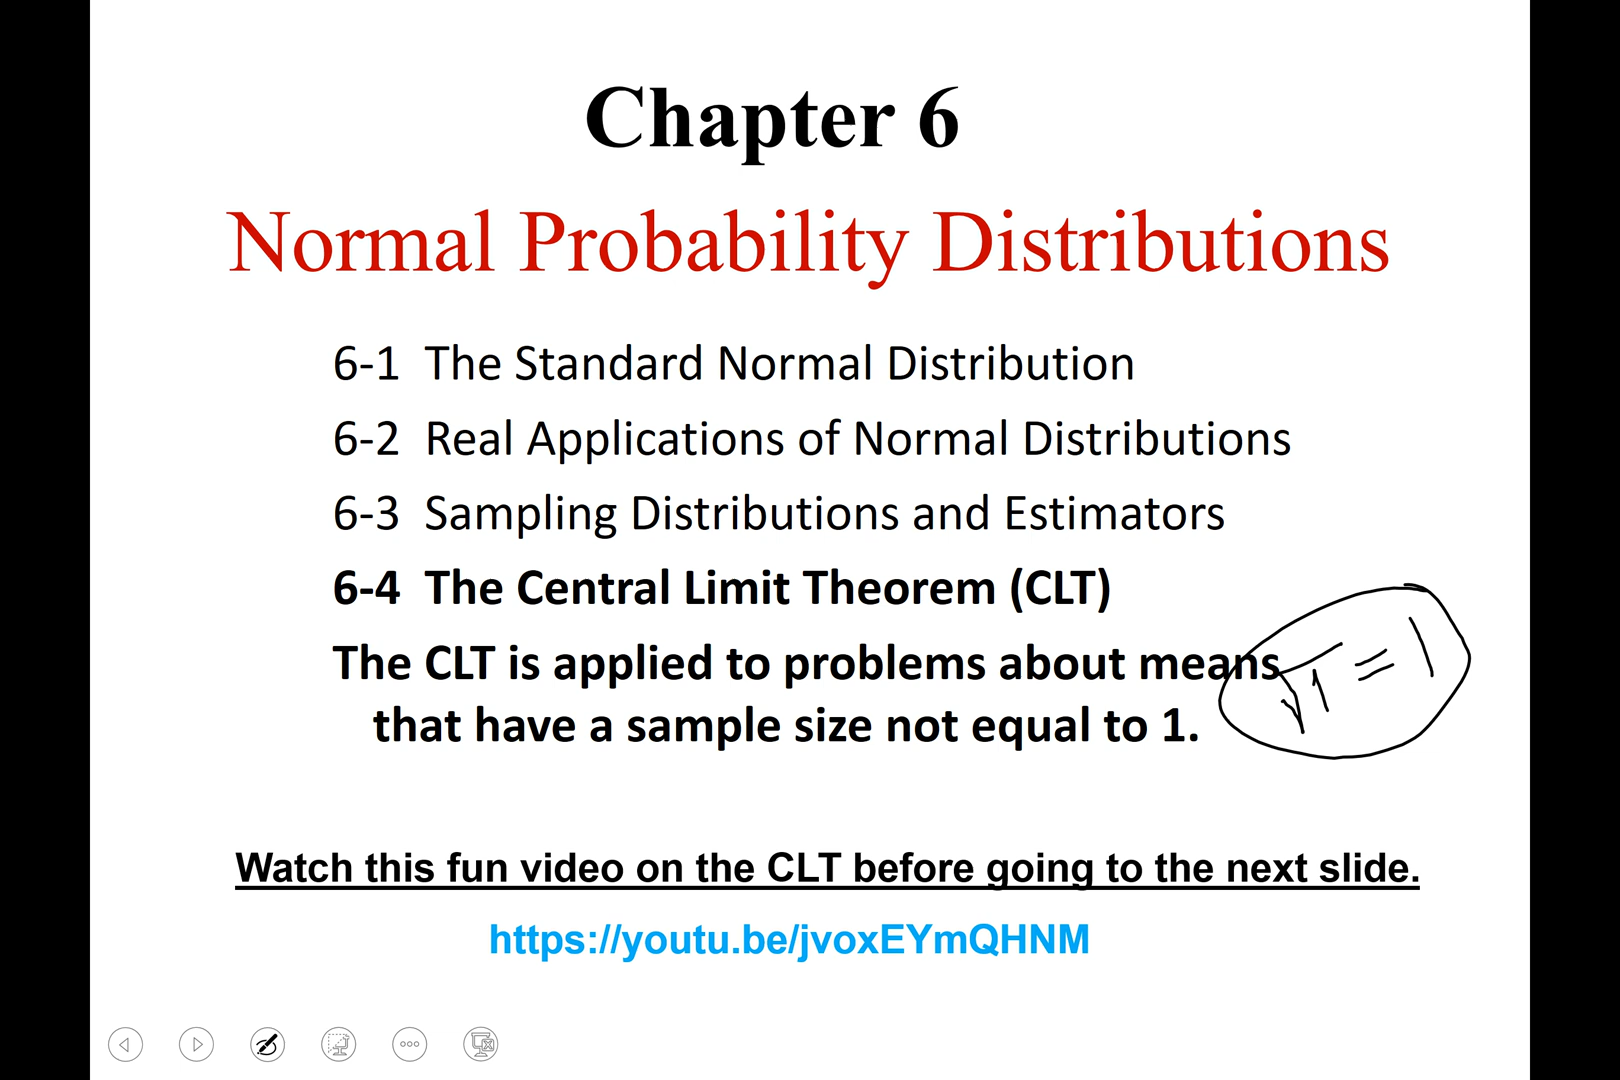 Chapter 6
Normal Probability Distributions
6-1 The Standard Normal Distribution
6-2 Real Applications of Normal Distributions
6-3 Sampling Distributions and Estimators
6-4 The Central Limit Theorem (CLT)
The CLT is applied to problems about means
that have a sample size not equal to 1.
√1 = 1
Watch this fun video on the CLT before going to the next slide.
https://youtu.be/jvoxEYmQHNM